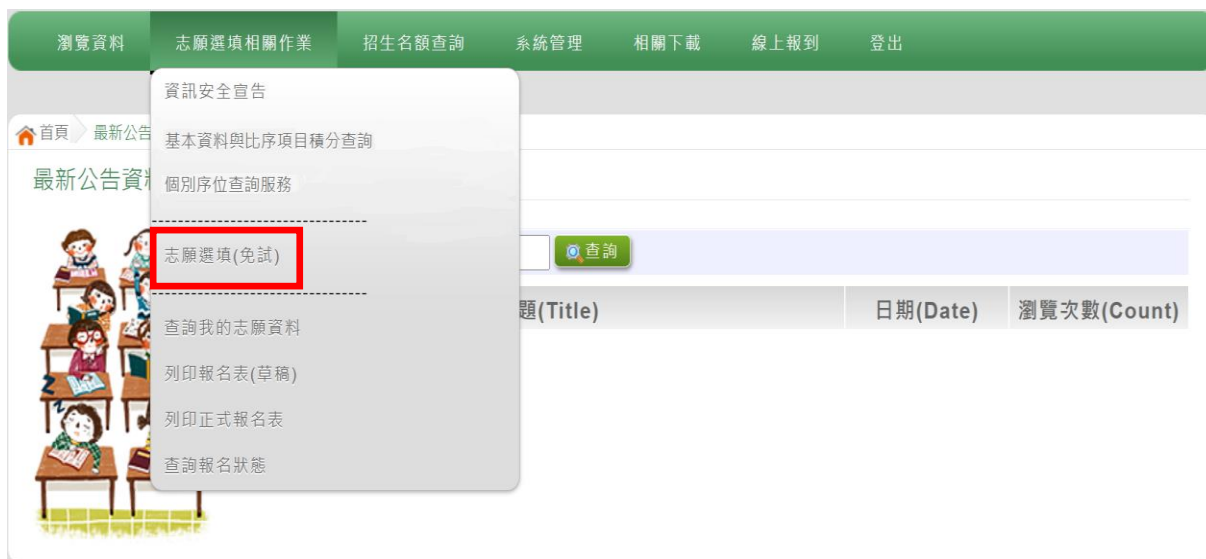 瀏覽資料 志願選填相關作業 招生名額查詢 系統管理 相關下載 線上報到 登出
資訊安全宣告
首頁 最新公告
基本資料與比序項目積分查詢
最新公告資
個別序位查詢服務
--------------------------------
志願選填(免試)
查詢
--------------------------------
題(Title) 日期(Date) 瀏覽次數(Count)
查詢我的志願資料
列印報名表(草稿)
列印正式報名表
查詢報名狀態